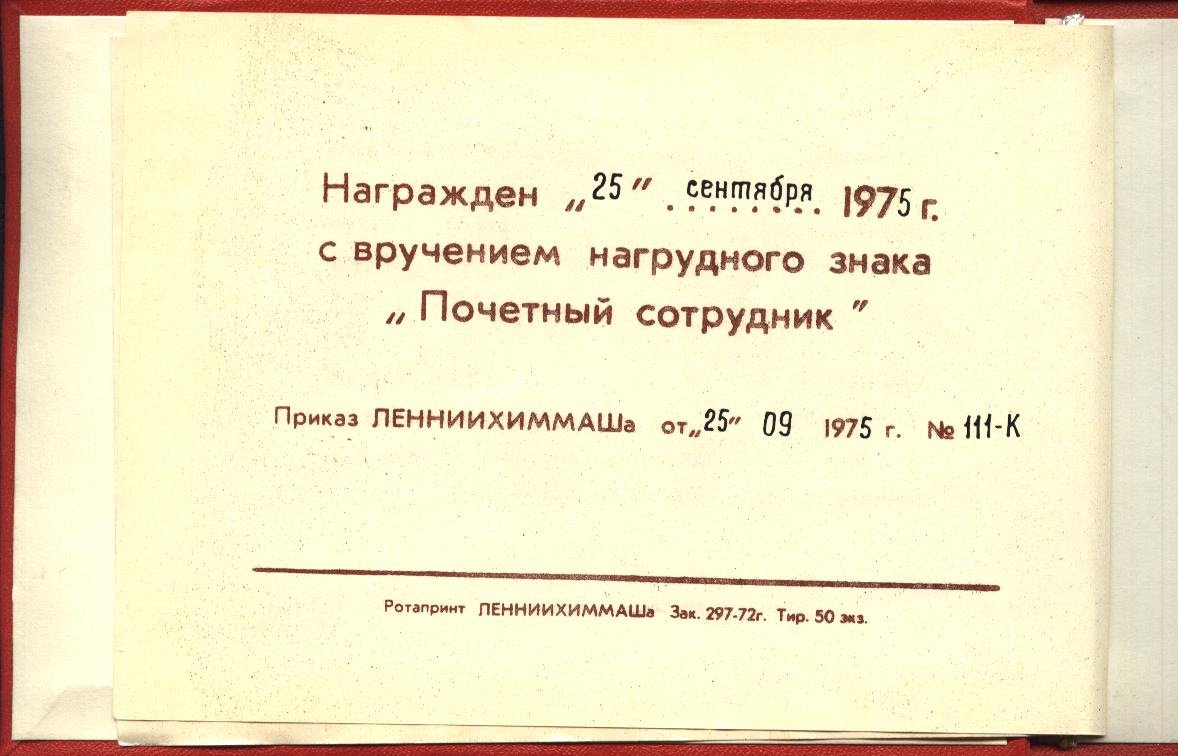 Награжден „25” сентября 1975 г.
с вручением нагрудного знака
„Почетный сотрудник”
Приказ ЛЕННИИХИММАШа от „25” 09 1975 г. № 111-К
Ротапринт ЛЕННИИХИММАШа Зак. 297-72г. Тир. 50 экз.